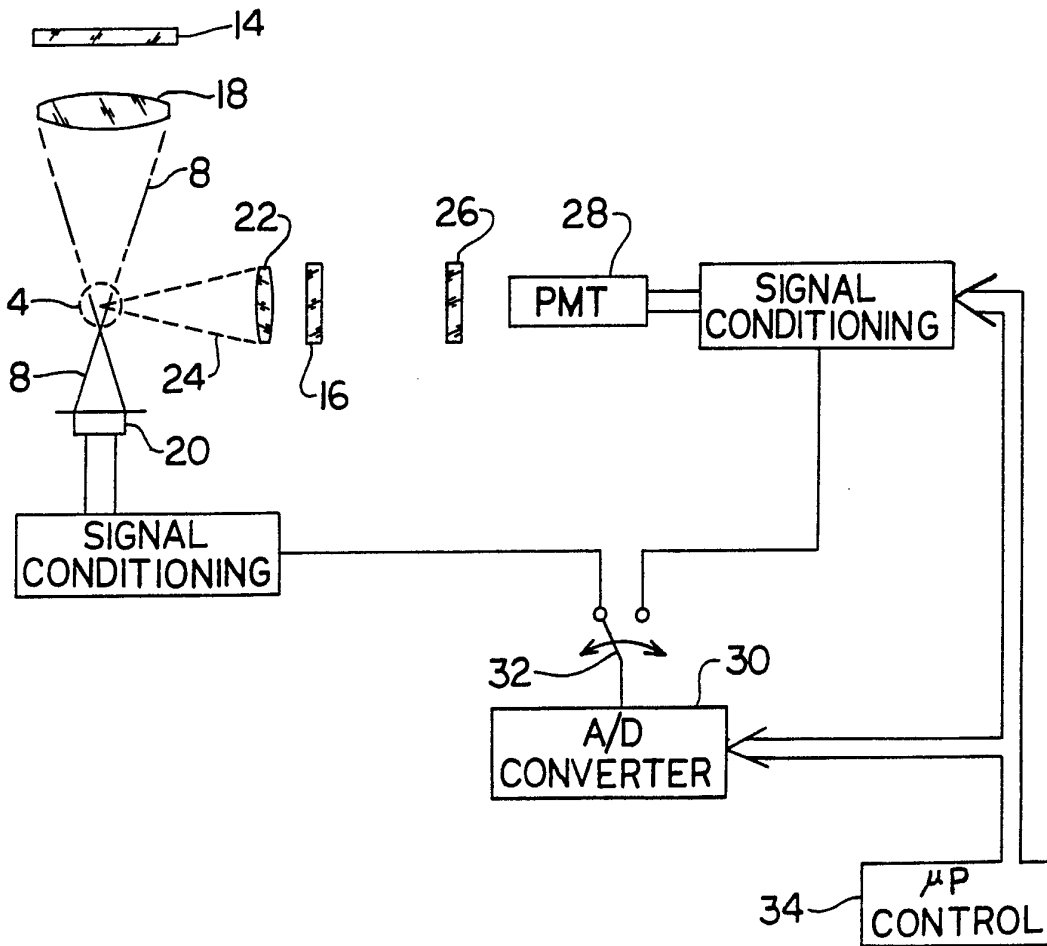 14
18
8
22
26
28
4
PMT
SIGNAL
CONDITIONING
8
24
16
20
SIGNAL
CONDITIONING
32
30
A/D
CONVERTER
34
μP
CONTROL